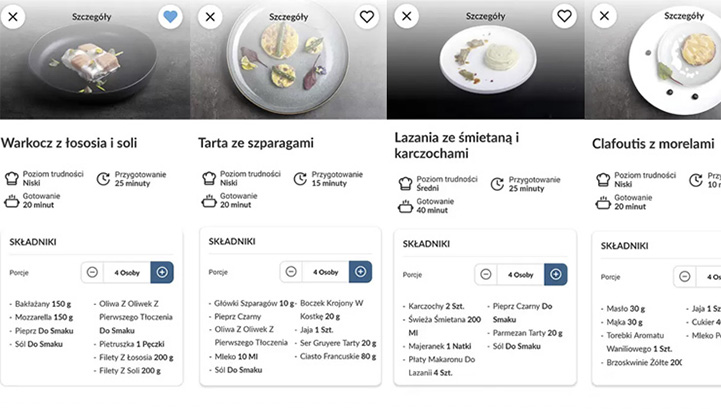 Szczegóły
Warkocz z łososia i soli
Poziom trudności
Niski
Przygotowanie
25 minuty
Gotowanie
20 minut
SKŁADNIKI
Porcje
4 Osoby
- Bakłażany 150 g
- Mozzarella 150 g
- Pieprz Do Smaku
- Sól Do Smaku
- Oliwa Z Oliwek Z
Pierwszego Tłoczenia
Do Smaku
- Pietruszka 1 Pęczki
- Filety Z Łososia 200 g
- Filety Z Soli 200 g
Szczegóły
Tarta ze szparagami
Poziom trudności
Niski
Przygotowanie
15 minuty
Gotowanie
20 minut
SKŁADNIKI
Porcje
4 Osoby
- Główki Szparagów 10 g
- Pieprz Czarny
- Oliwa Z Oliwek Z
Pierwszego Tłoczenia
- Mleko 10 Ml
- Sól Do Smaku
- Boczek Krojony W
Kostkę 20 g
- Jaja 1 Szt.
- Ser Gruyere Tarty 20 g
- Ciasto Francuskie 80 g
Szczegóły
Lazania ze śmietaną i
karczochami
Poziom trudności
Średni
Przygotowanie
25 minuty
Gotowanie
40 minut
SKŁADNIKI
Porcje
4 Osoby
- Karczochy 2 Szt.
- Świeża Śmietana 200
Ml
- Majeranek 1 Natki
- Płaty Makaronu Do
Lazanii 4 Szt.
- Pieprz Czarny Do
Smaku
- Parmezan Tarty 20 g
- Sól Do Smaku
Szczegóły
Clafoutis z morelami
Poziom trudności
Niski
Prz
10 m
Gotowanie
20 minut
SKŁADNIKI
Porcje
4 Os
- Masło 30 g
- Mąka 30 g
- Torebki Aromatu
Waniliowego 1 Szt.
- Brzoskwinie Żółte 20
- Jaja 1 S
- Cukier 4
- Mleko P